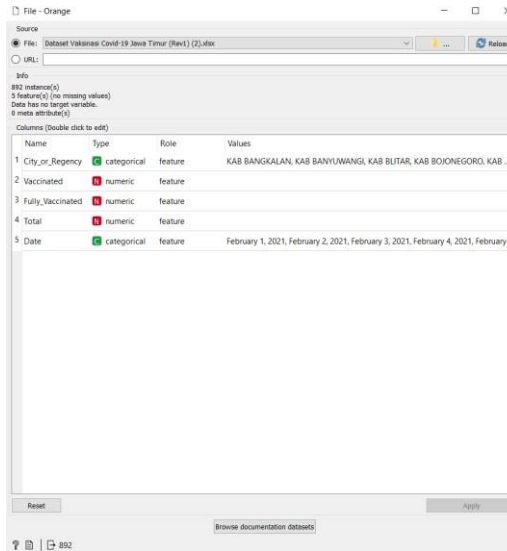 File - Orange
Source
File: Dataset Vaksinasi Covid-19 Jawa Timur (Rev1) (2).xlsx ... Reload
URL:
Info
892 instance(s)
5 feature(s) (no missing values)
Data has no target variable.
0 meta attribute(s)
Columns (Double click to edit)
Name Type Role Values
1 City_or_Regency C categorical feature KAB BANGKALAN, KAB BANYUWANGI, KAB BLITAR, KAB BOJONEGORO, KAB ..
2 Vaccinated N numeric feature
3 Fully_Vaccinated N numeric feature
4 Total N numeric feature
5 Date C categorical feature February 1, 2021, February 2, 2021, February 3, 2021, February 4, 2021, February
Reset Apply
Browse documentation datasets
? 892